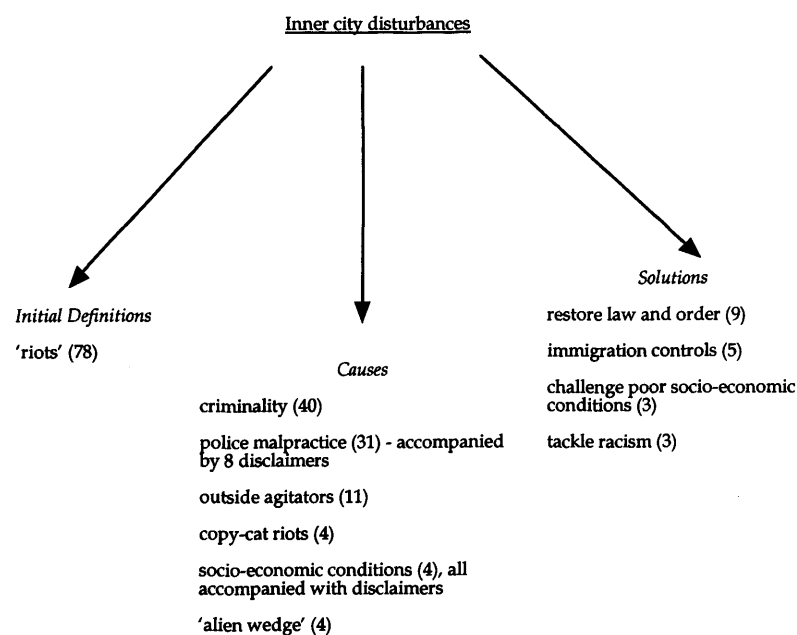 Inner city disturbances
Initial Definitions
'riots' (78)
Causes
criminality (40)
police malpractice (31) - accompanied
by 8 disclaimers
outside agitators (11)
copy-cat riots (4)
socio-economic conditions (4), all
accompanied with disclaimers
'alien wedge' (4)
Solutions
restore law and order (9)
immigration controls (5)
challenge poor socio-economic
conditions (3)
tackle racism (3)